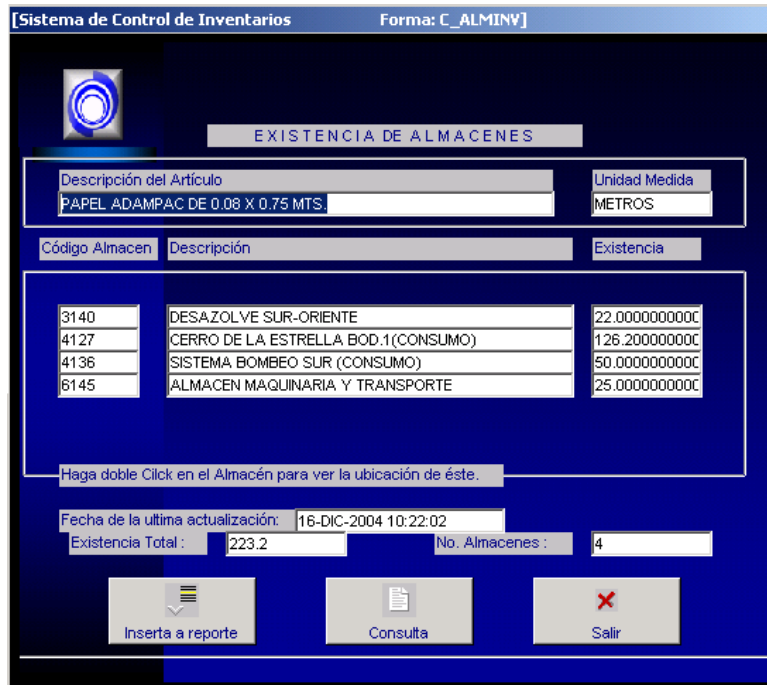 [Sistema de Control de Inventarios Forma: C_ALMINV]
EXISTENCIA DE ALMACENES
Descripción del Artículo Unidad Medida
PAPEL ADAMPAC DE 0.08 X 0.75 MTS. METROS
Código Almacen Descripción Existencia
3140 DESAZOLVE SUR-ORIENTE 22.0000000000
4127 CERRO DE LA ESTRELLA BOD.1(CONSUMO) 126.2000000000
4136 SISTEMA BOMBEO SUR (CONSUMO) 50.0000000000
6145 ALMACEN MAQUINARIA Y TRANSPORTE 25.0000000000
Haga doble Cilck en el Almacén para ver la ubicación de éste.
Fecha de la ultima actualización: 16-DIC-2004 10:22:02
Existencia Total : 223.2 No. Almacenes : 4
Inserta a reporte Consulta Salir